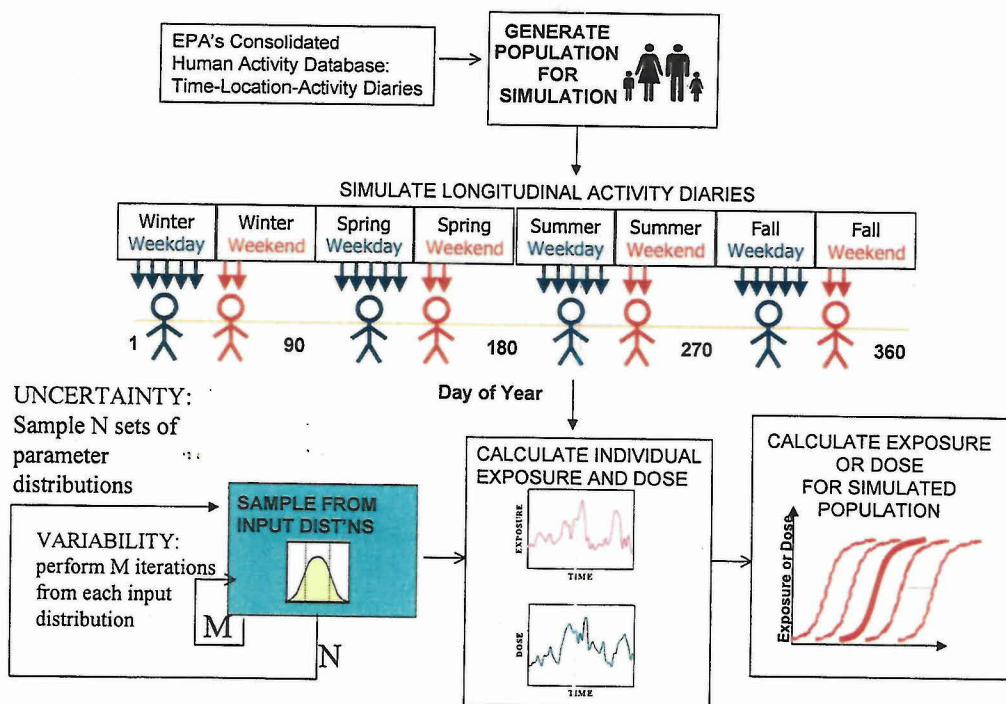 EPA's Consolidated
Human Activity Database:
Time-Location-Activity Diaries
GENERATE
POPULATION
FOR
SIMULATION
SIMULATE LONGITUDINAL ACTIVITY DIARIES
Winter
Weekday
Winter
Weekend
Spring
Weekday
Spring
Weekend
Summer
Weekday
Summer
Weekend
Fall
Weekday
Fall
Weekend
1
90
180
270
360
Day of Year
UNCERTAINTY:
Sample N sets of
parameter
distributions
VARIABILITY:
perform M iterations
from each input
distribution
M
N
SAMPLE FROM
INPUT DIST'NS
CALCULATE INDIVIDUAL
EXPOSURE AND DOSE
EXPOSURE
TIME
DOSE
TIME
CALCULATE EXPOSURE
OR DOSE
FOR SIMULATED
POPULATION
Exposure or Dose